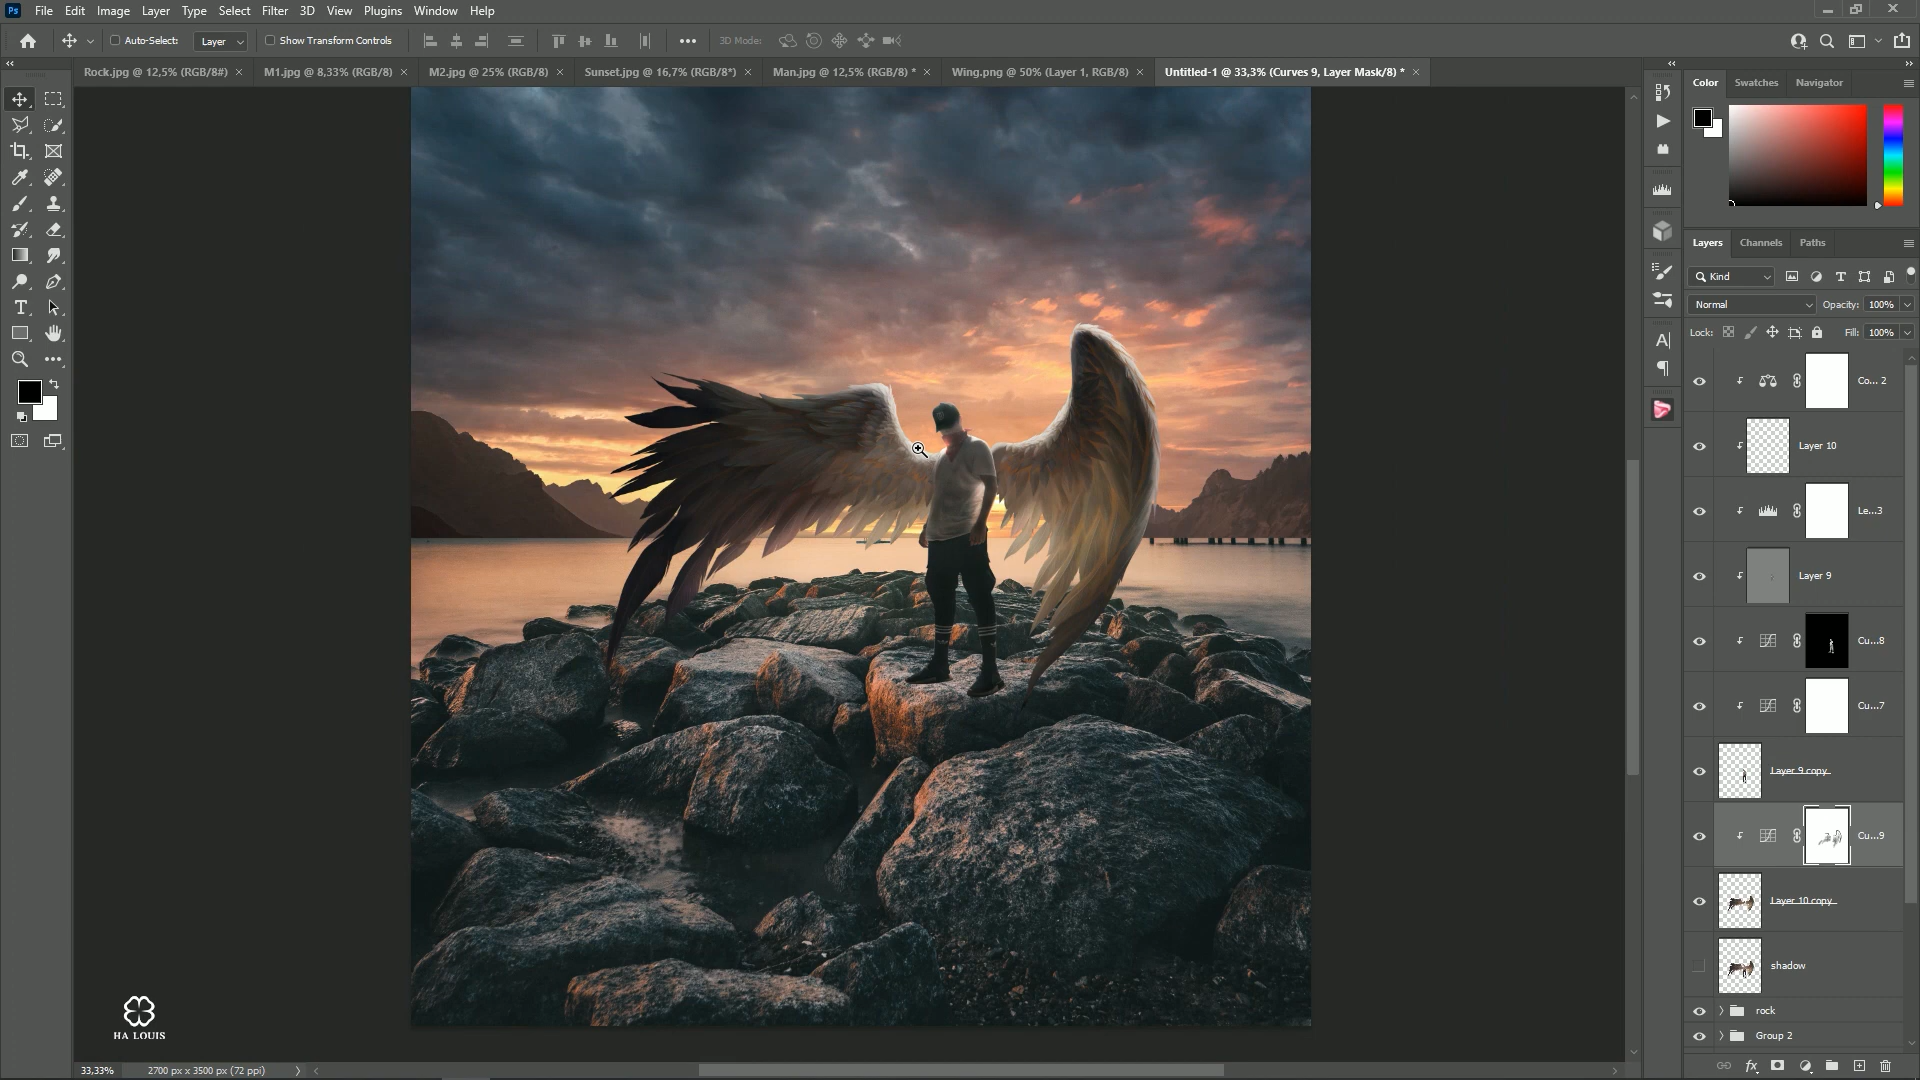 Ps File Edit Image Layer Type Select Filter 3D View Plugins Window Help
Auto-Select: Layer Show Transform Controls 3D Mode:
Rock.jpg @ 12,5% (RGB/8#) × M1.jpg @ 8,33% (RGB/8) × M2.jpg @ 25% (RGB/8) × Sunset.jpg @ 16,7% (RGB/8*) × Man.jpg @ 12,5% (RGB/8) * × Wing.png @ 50% (Layer 1, RGB/8) × Untitled-1 @ 33,3% (Curves 9, Layer Mask/8) * ×
Color Swatches Navigator
Layers Channels Paths
Kind
Normal Opacity: 100%
Lock: Fill: 100%
Co... 2
Layer 10
Le...3
Layer 9
Cu...8
Cu...7
Layer 9 copy
Cu...9
Layer 10 copy
shadow
rock
Group 2
HA LOUIS
33,33% 2700 px x 3500 px (72 ppi)